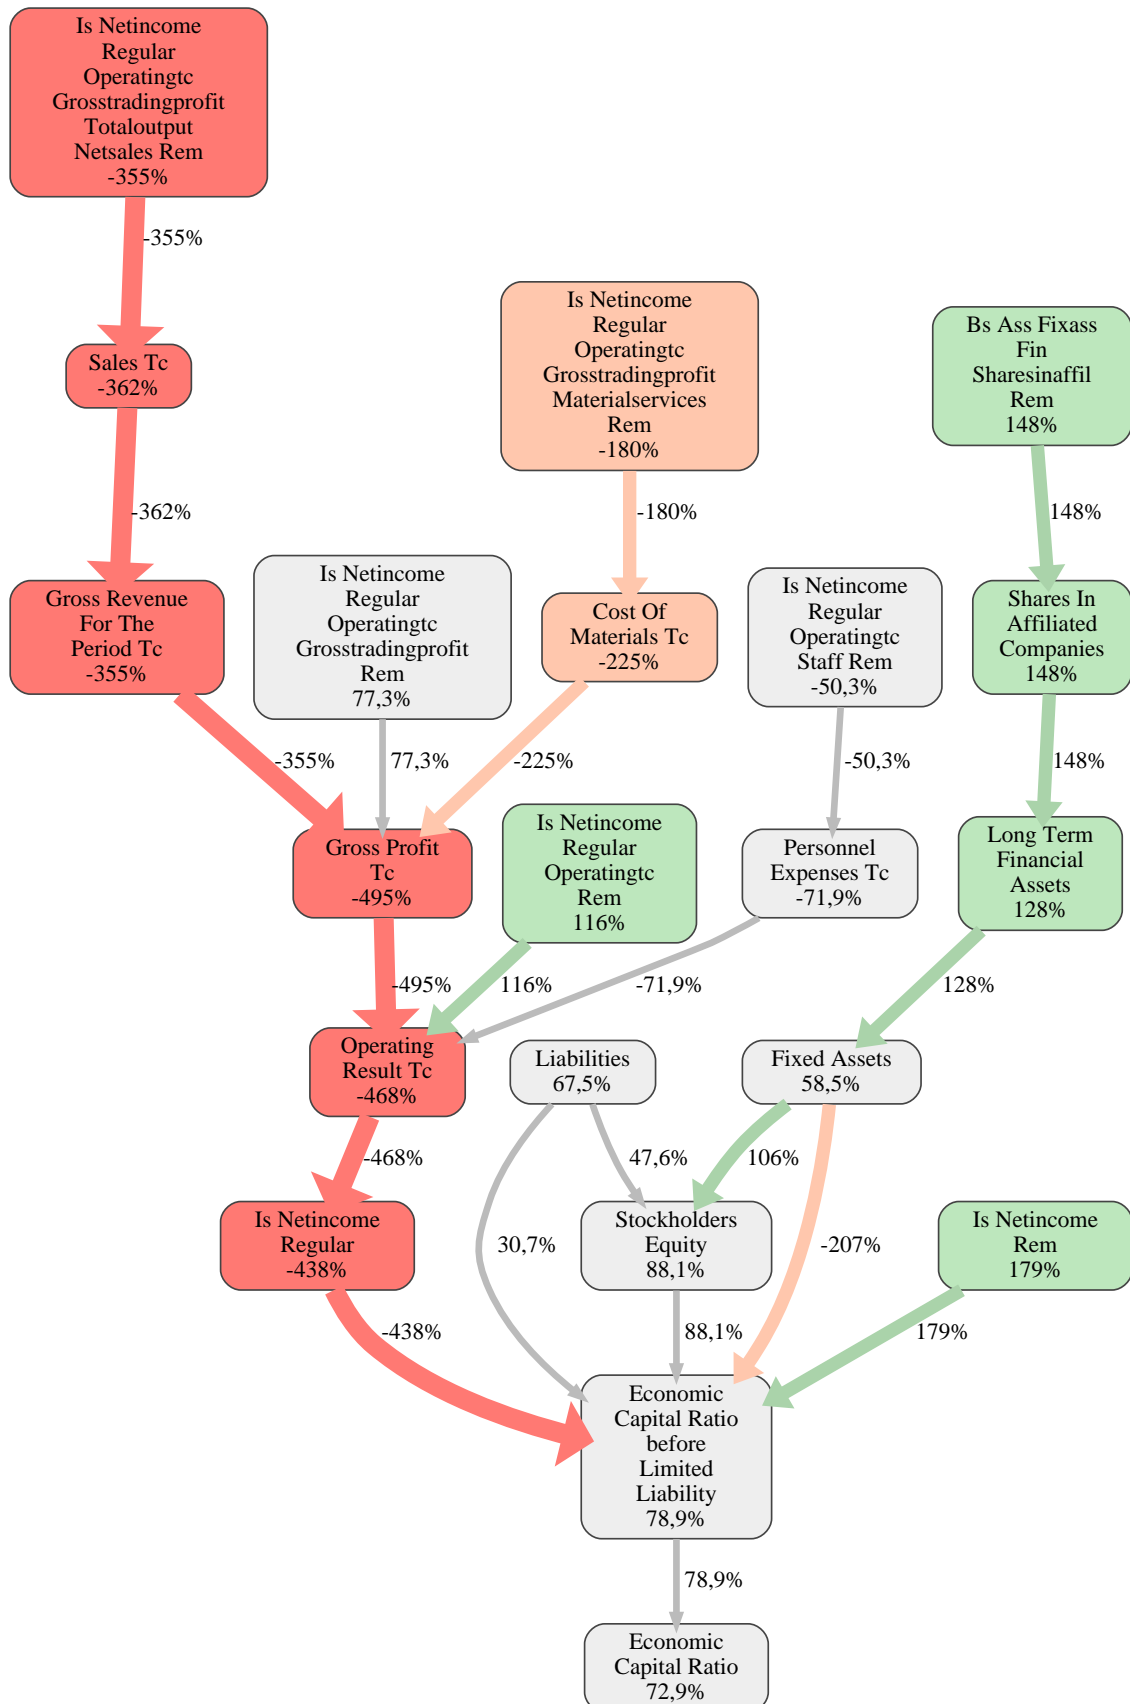 Is Netincome
Regular
Operatingtc
Grosstradingprofit
Totaloutput
Netsales Rem
-355%
-355%
Sales Tc
-362%
Is Netincome
Regular
Operatingtc
Grosstradingprofit
Materialservices
Rem
-180%
Bs Ass Fixass
Fin
Sharesinaffil
Rem
148%
-362%
-180%
148%
Gross Revenue
For The
Period Tc
-355%
Is Netincome
Regular
Operatingtc
Grosstradingprofit
Rem
77,3%
Cost Of
Materials Tc
-225%
Is Netincome
Regular
Operatingtc
Staff Rem
-50,3%
Shares In
Affiliated
Companies
148%
-355%
77,3%
-225%
-50,3%
148%
Gross Profit
Tc
-495%
Is Netincome
Regular
Operatingtc
Rem
116%
Personnel
Expenses Tc
-71,9%
Long Term
Financial
Assets
128%
-495%
116%
-71,9%
128%
Operating
Result Tc
-468%
Liabilities
67,5%
Fixed Assets
58,5%
-468%
47,6%
106%
Is Netincome
Regular
-438%
30,7%
Stockholders
Equity
88,1%
-207%
Is Netincome
Rem
179%
-438%
88,1%
179%
Economic
Capital Ratio
before
Limited
Liability
78,9%
78,9%
Economic
Capital Ratio
72,9%